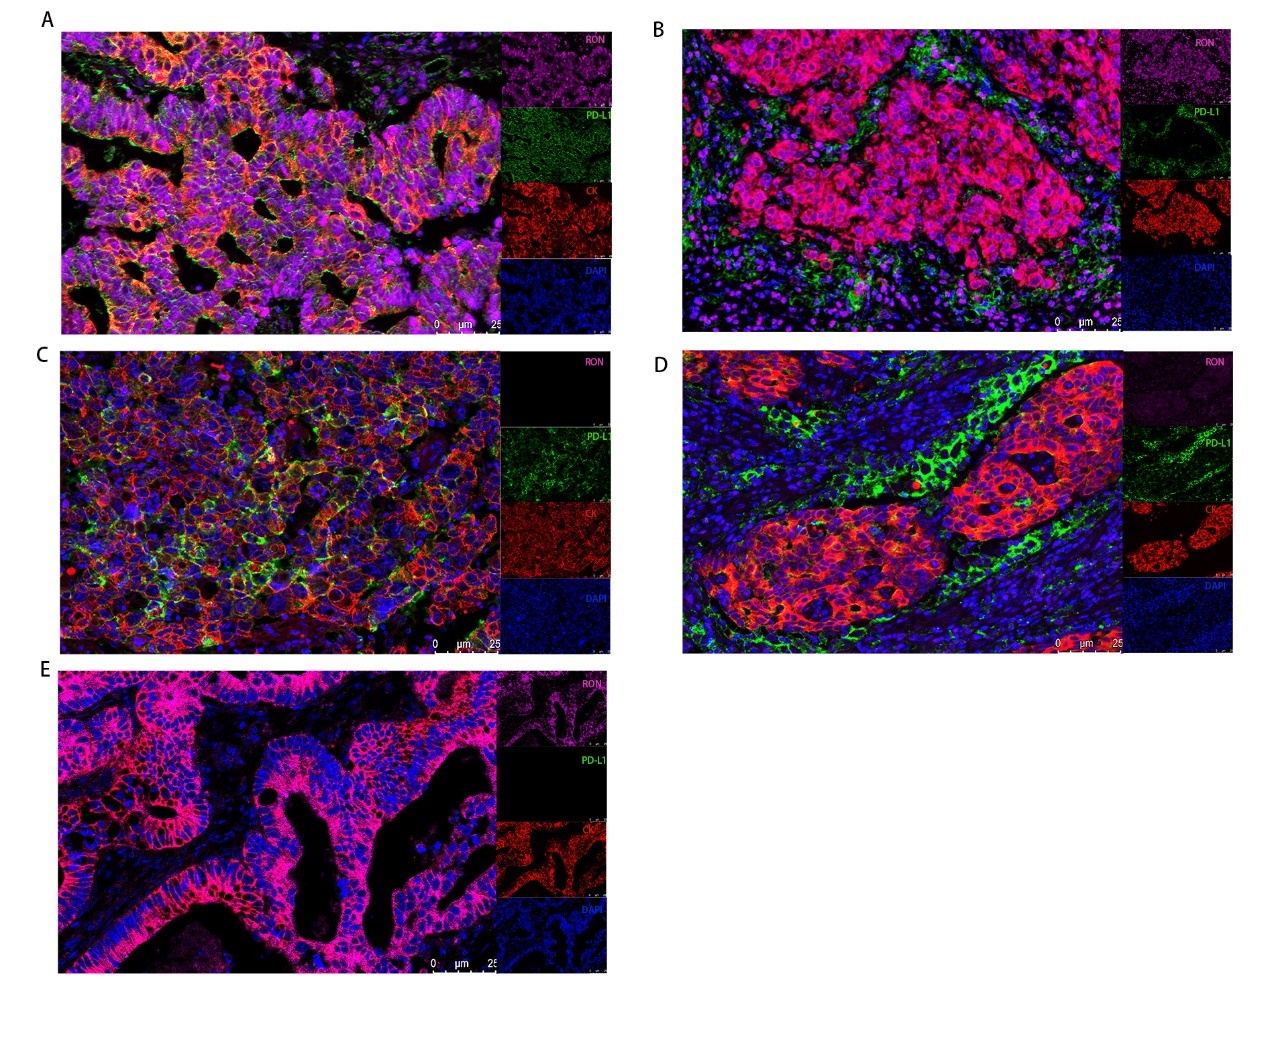 A
RON
PD-L1
CK
DAPI
0 µm 25
B
RON
PD-L1
CK
DAPI
0 µm 25
C
RON
PD-L1
CK
DAPI
0 µm 25
D
RON
PD-L1
CK
DAPI
0 µm 25
E
RON
PD-L1
CK
DAPI
0 µm 25